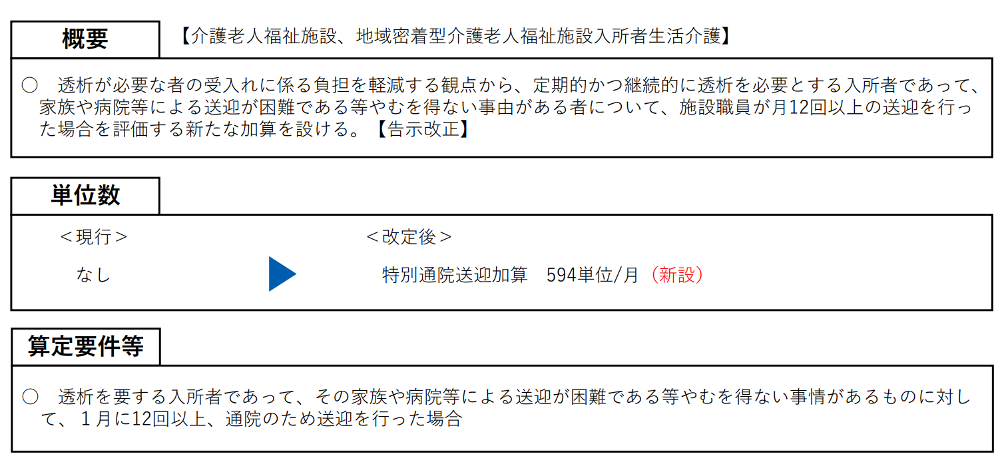 概要
【介護老人福祉施設、地域密着型介護老人福祉施設入所者生活介護】
○　透析が必要な者の受入れに係る負担を軽減する観点から、定期的かつ継続的に透析を必要とする入所者であって、
家族や病院等による送迎が困難である等やむを得ない事由がある者について、施設職員が月12回以上の送迎を行っ
た場合を評価する新たな加算を設ける。【告示改正】
単位数
＜現行＞
＜改定後＞
なし
特別通院送迎加算　594単位/月（新設）
算定要件等
○　透析を要する入所者であって、その家族や病院等による送迎が困難である等やむを得ない事情があるものに対し
て、１月に12回以上、通院のため送迎を行った場合